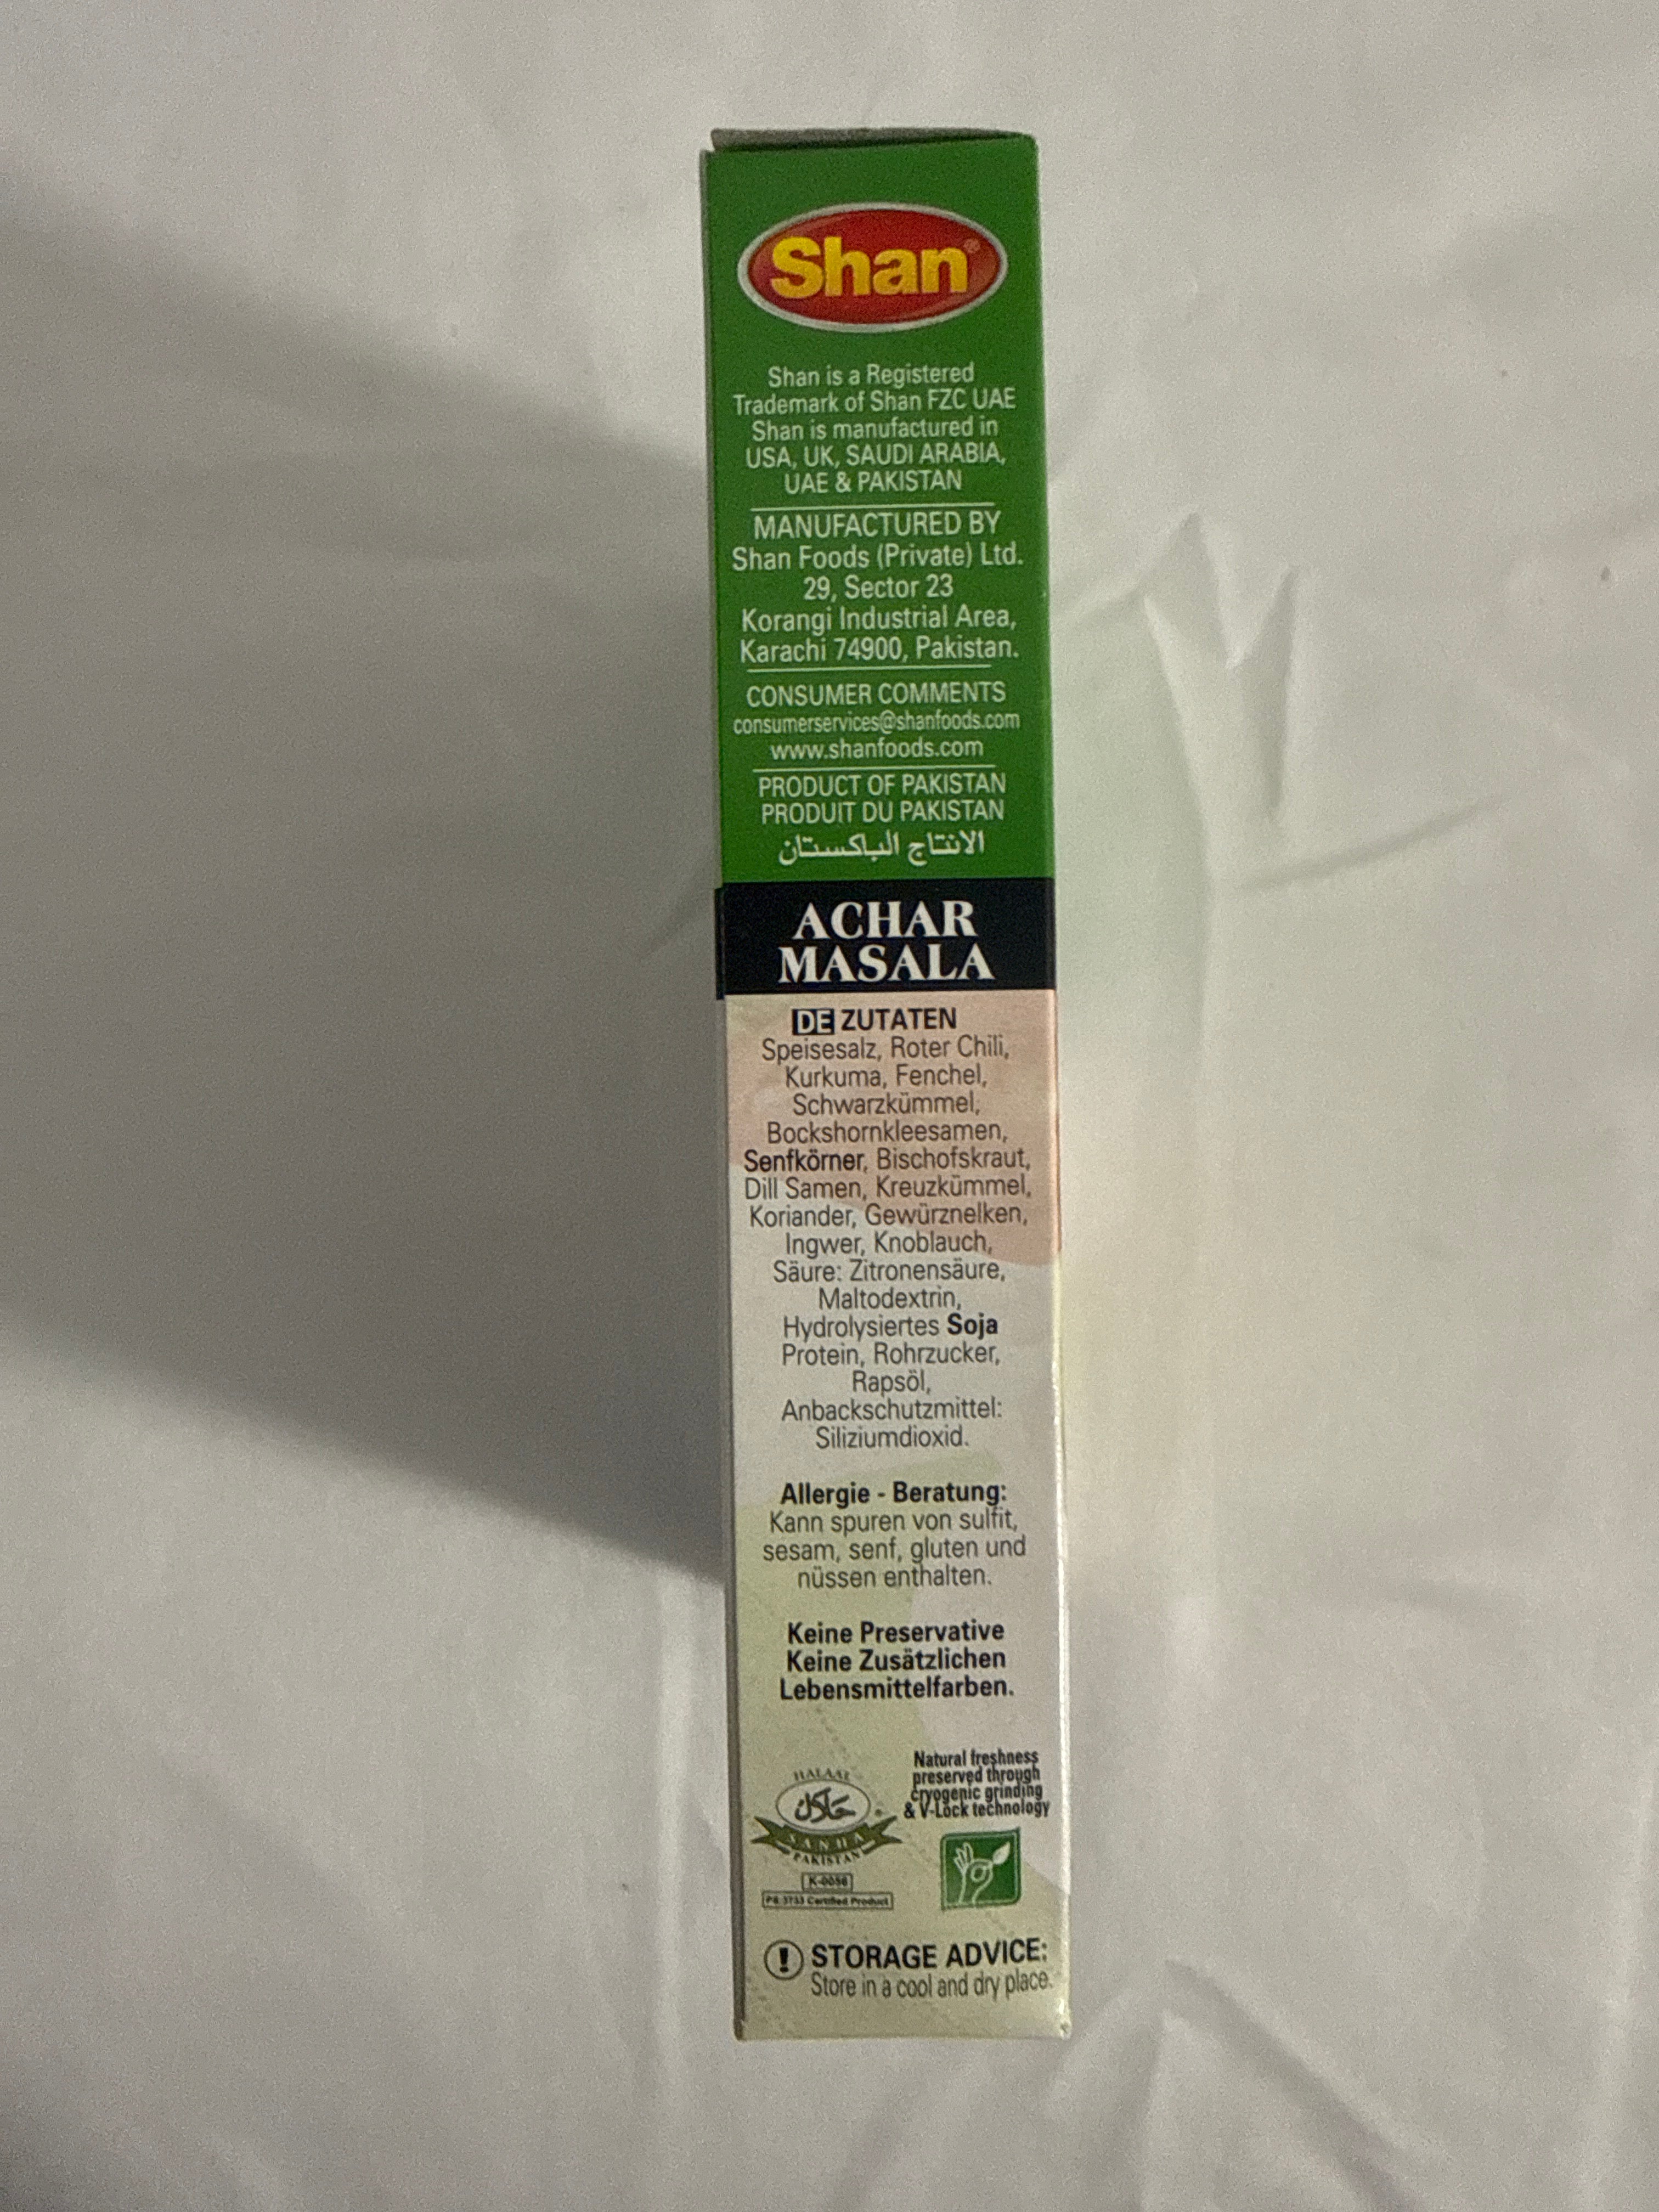 Shan®
Shan is a Registered
Trademark of Shan FZC UAE
Shan is manufactured in
USA, UK, SAUDI ARABIA,
UAE & PAKISTAN
MANUFACTURED BY
Shan Foods (Private) Ltd.
29, Sector 23
Korangi Industrial Area,
Karachi 74900, Pakistan.
CONSUMER COMMENTS
consumerservices@shanfoods.com
www.shanfoods.com
PRODUCT OF PAKISTAN
PRODUIT DU PAKISTAN
الانتاج الباكستان
ACHAR
MASALA
DE ZUTATEN
Speisesalz, Roter Chili,
Kurkuma, Fenchel,
Schwarzkümmel,
Bockshornkleesamen,
Senfkörner, Bischofskraut,
Dill Samen, Kreuzkümmel,
Koriander, Gewürznelken,
Ingwer, Knoblauch,
Säure: Zitronensäure,
Maltodextrin,
Hydrolysiertes Soja
Protein, Rohrzucker,
Rapsöl,
Anbackschutzmittel:
Siliziumdioxid.
Allergie - Beratung:
Kann spuren von sulfit,
sesam, senf, gluten und
nüssen enthalten.
Keine Preservative
Keine Zusätzlichen
Lebensmittelfarben.
Natural freshness
preserved through
cryogenic grinding
& V-Lock technology
HALAAL
حلال
SANHA
PAKISTAN
K-0056
PS:3733 Certified Product
! STORAGE ADVICE:
Store in a cool and dry place.